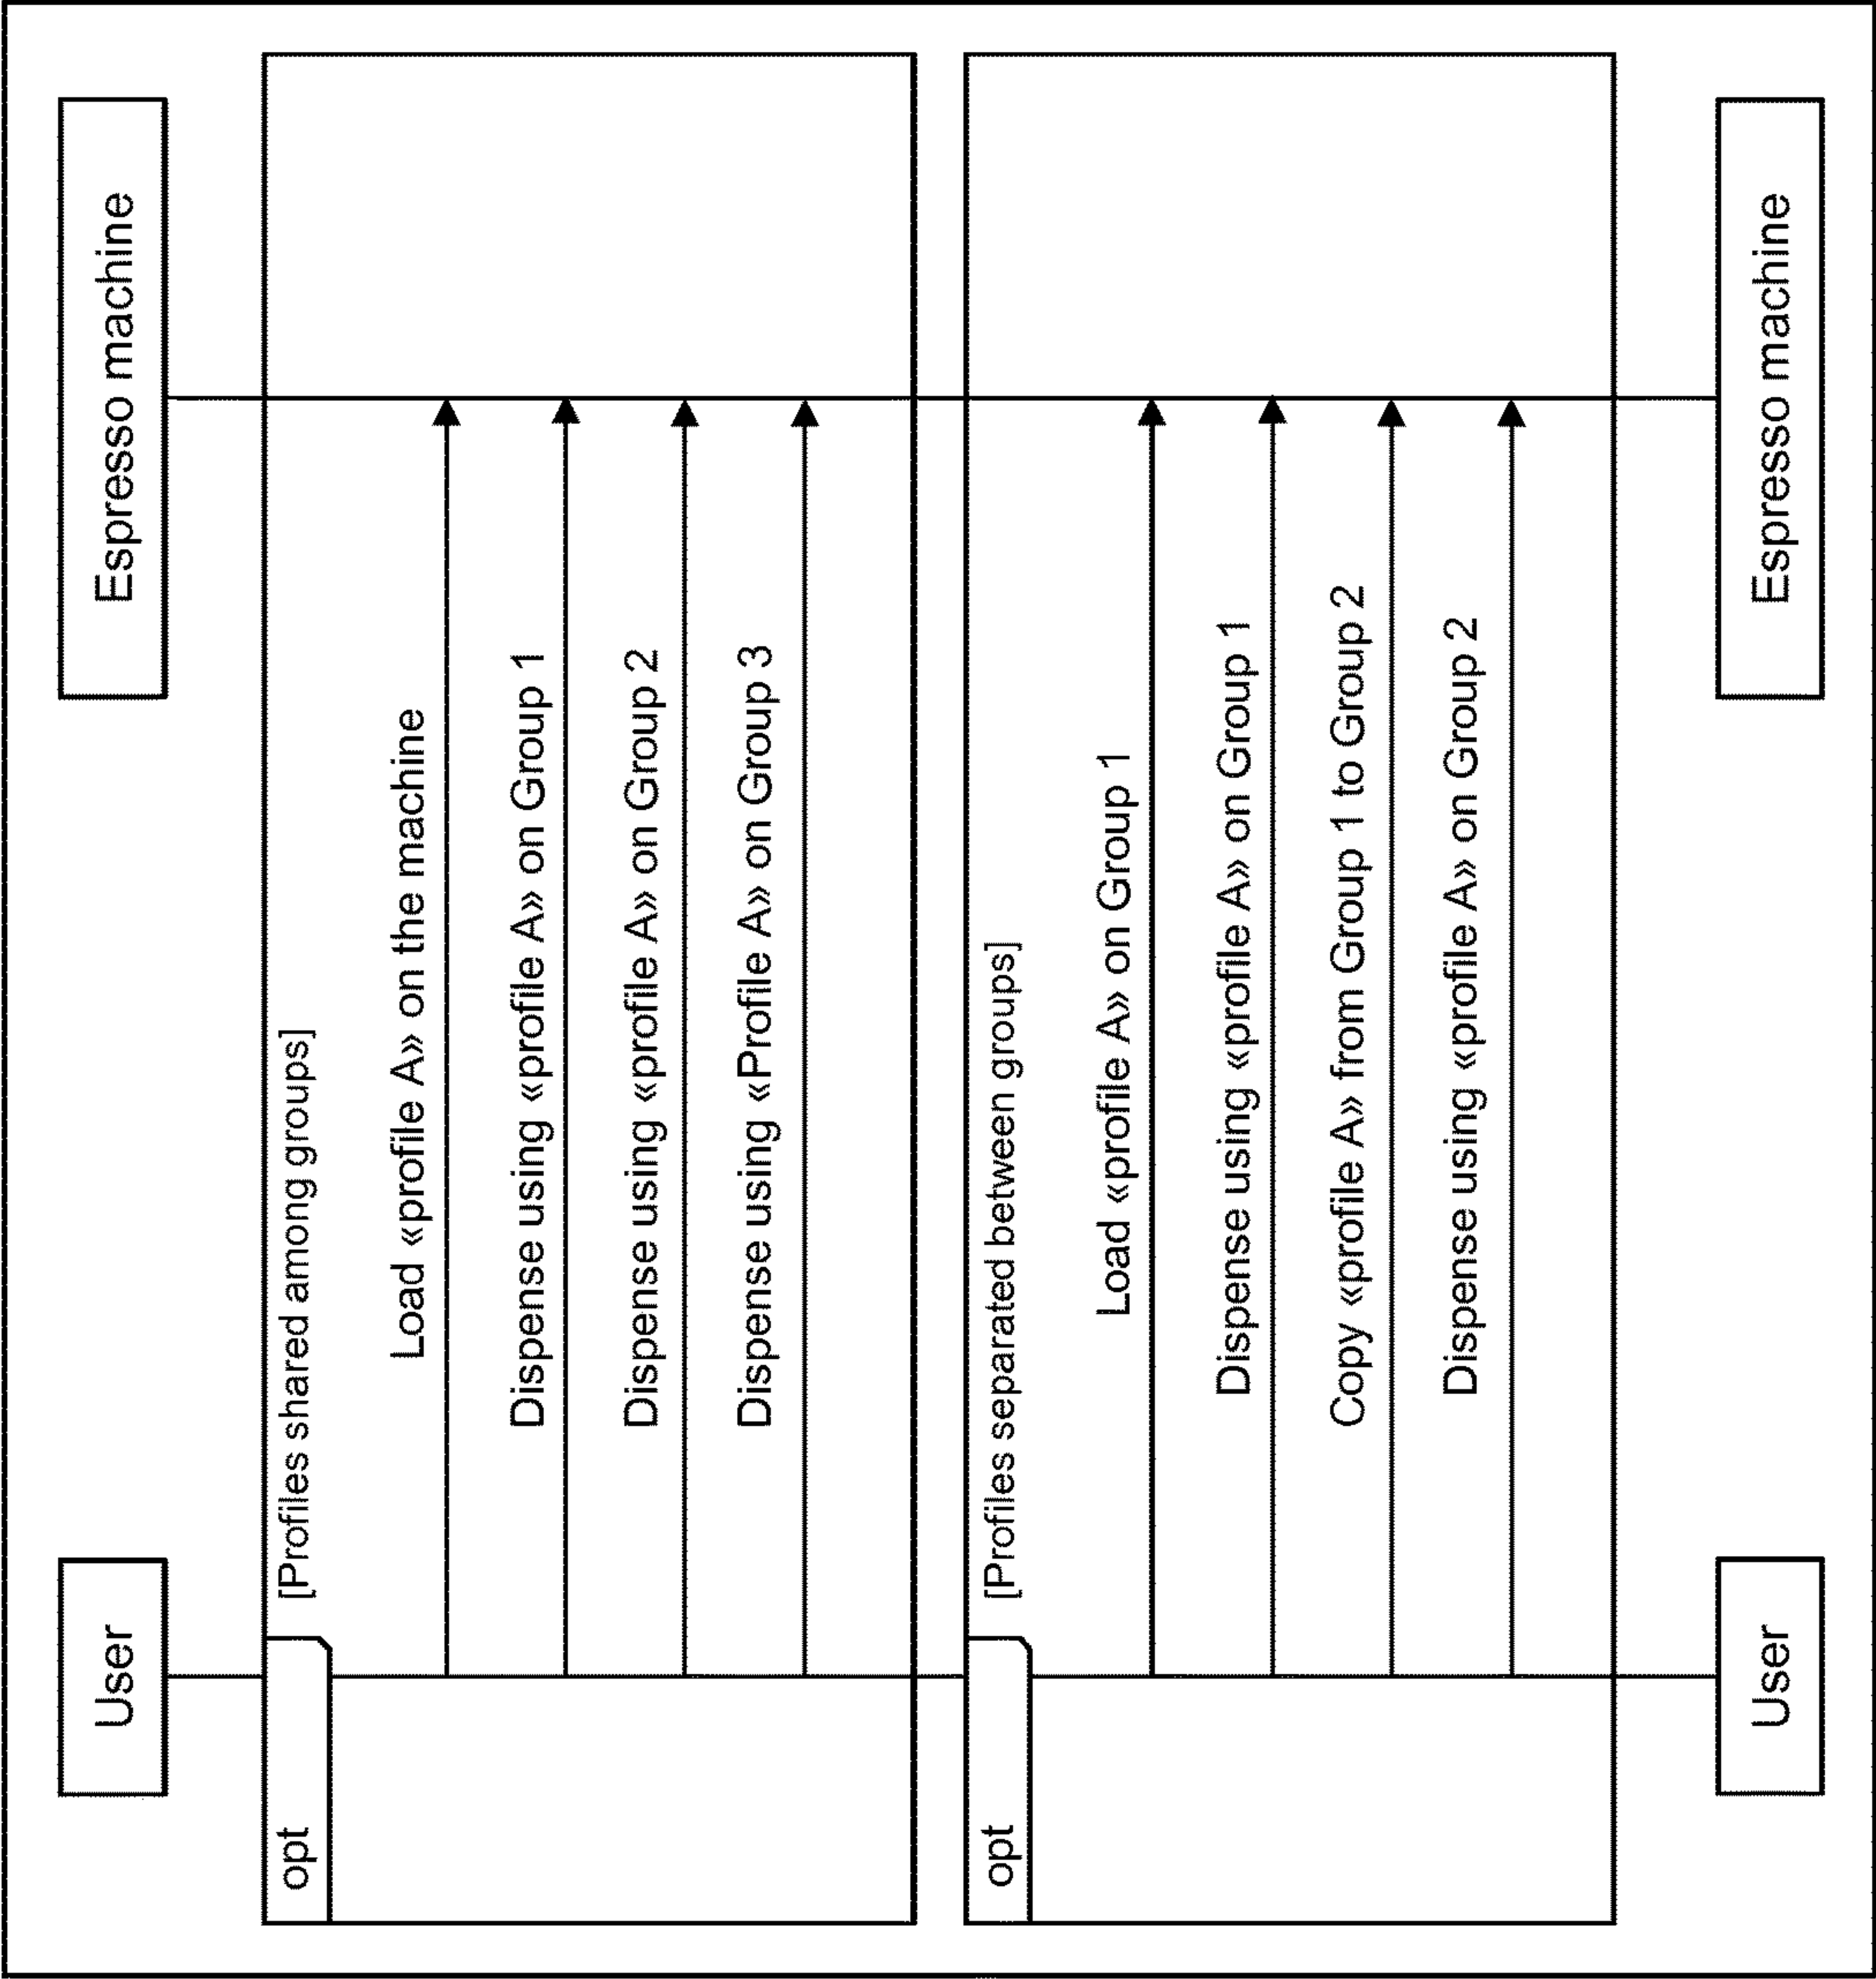 User
Espresso machine
opt
[Profiles shared among groups]
Load «profile A» on the machine
Dispense using «profile A» on Group 1
Dispense using «profile A» on Group 2
Dispense using «Profile A» on Group 3
opt
[Profiles separated between groups]
Load «profile A» on Group 1
Dispense using «profile A» on Group 1
Copy «profile A» from Group 1 to Group 2
Dispense using «profile A» on Group 2
User
Espresso machine